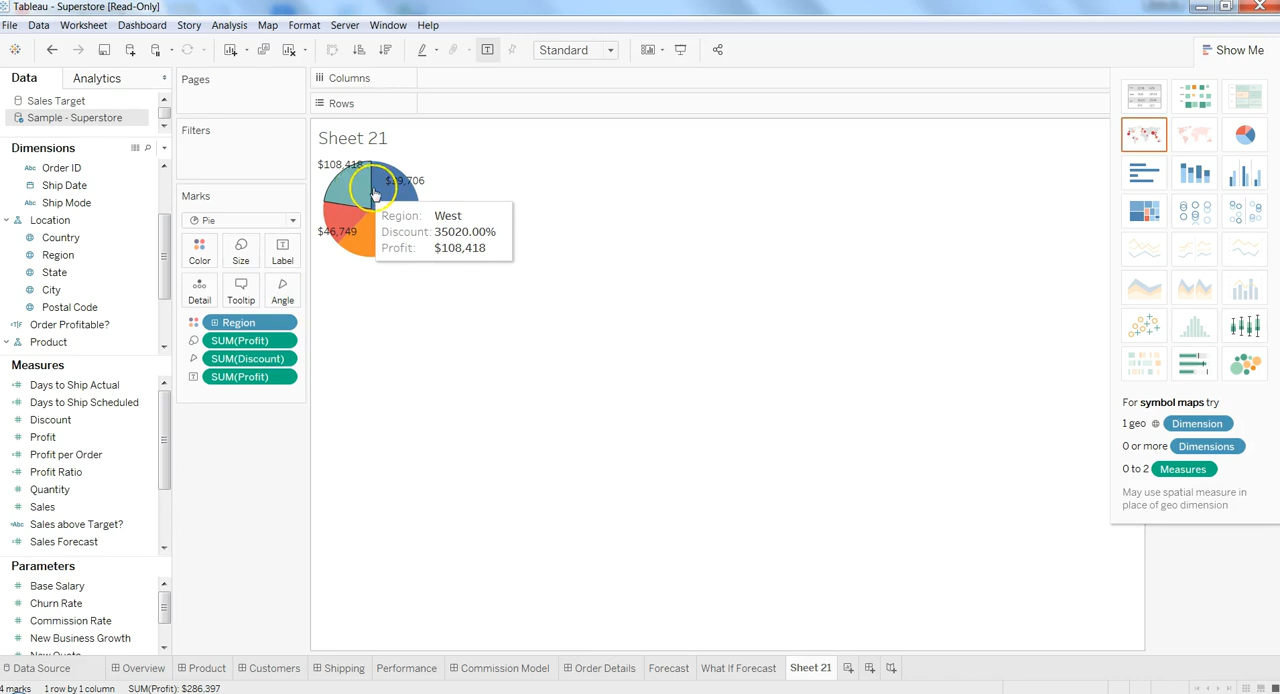 Tableau - Superstore [Read-Only]
File Data Worksheet Dashboard Story Analysis Map Format Server Window Help
Standard
Show Me
Data Analytics
Sales Target
Sample - Superstore
Dimensions
Abc Order ID
Ship Date
Abc Ship Mode
Location
Country
Region
State
City
Postal Code
Order Profitable?
Product
Measures
Days to Ship Actual
Days to Ship Scheduled
Discount
Profit
Profit per Order
Profit Ratio
Quantity
Sales
Sales above Target?
Sales Forecast
Parameters
Base Salary
Churn Rate
Commission Rate
New Business Growth
Pages
Filters
Marks
Pie
Color Size Label
Detail Tooltip Angle
Region
SUM(Profit)
SUM(Discount)
SUM(Profit)
Columns
Rows
Sheet 21
$108,418
$46,749
Region: West
Discount: 35020.00%
Profit: $108,418
For symbol maps try
1 geo Dimension
0 or more Dimensions
0 to 2 Measures
May use spatial measure in
place of geo dimension
Data Source Overview Product Customers Shipping Performance Commission Model Order Details Forecast What If Forecast Sheet 21
4 marks 1 row by 1 column SUM(Profit): $286,397